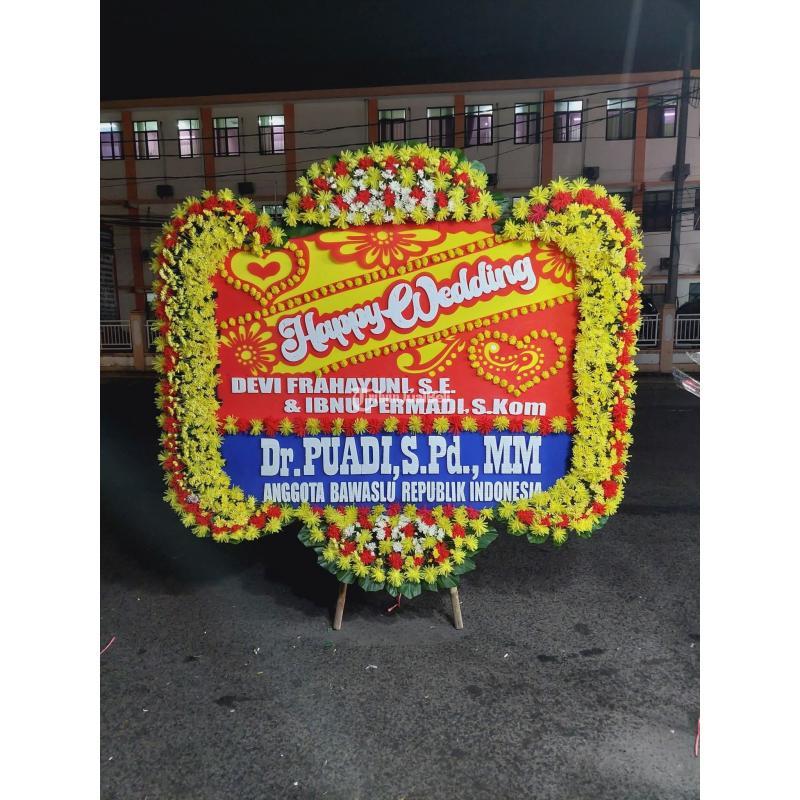 Happy Wedding
DEVI FRAHAYUNI, S.E.
& IBNU PERMADI, S.Kom
Dr. PUADI, S.Pd., MM
ANGGOTA BAWASLU REPUBLIK INDONESIA